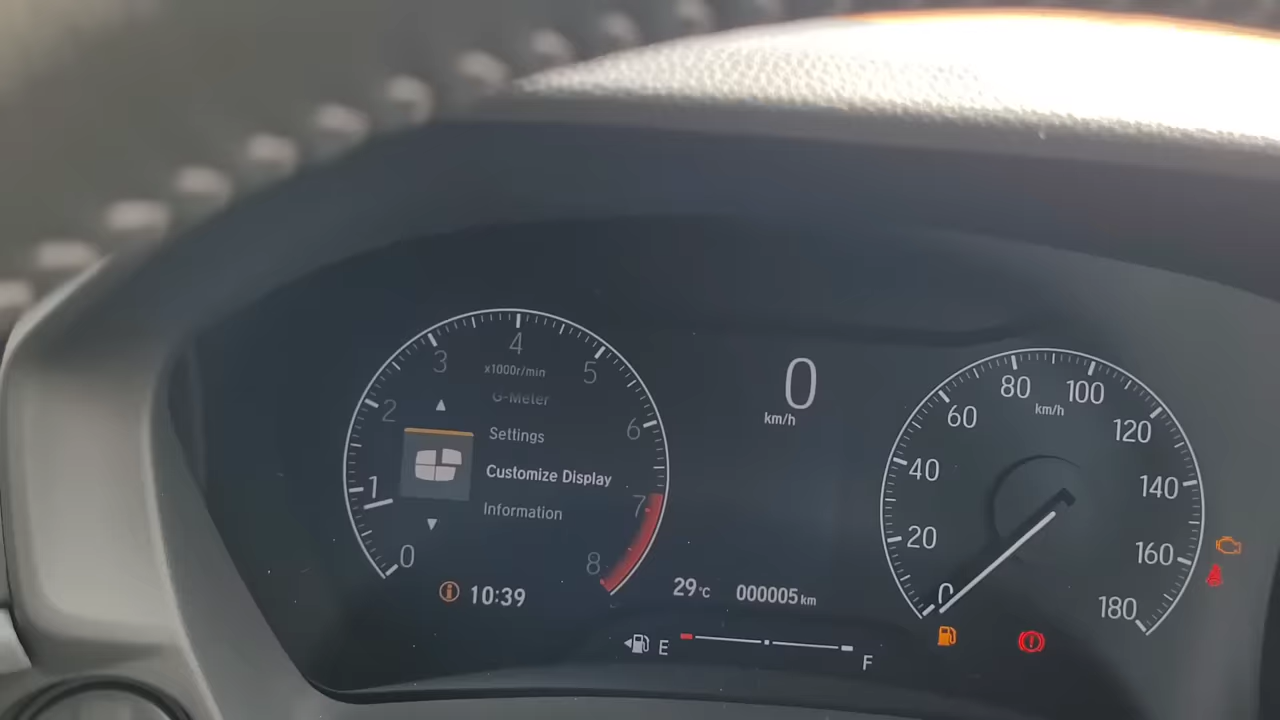 4
3
5
x1000r/min
2
G-Meter
6
Settings
1
Customize Display
7
Information
0
8
10:39
0
km/h
29°C
000005 km
E
F
80
100
km/h
60
120
40
140
20
160
0
180